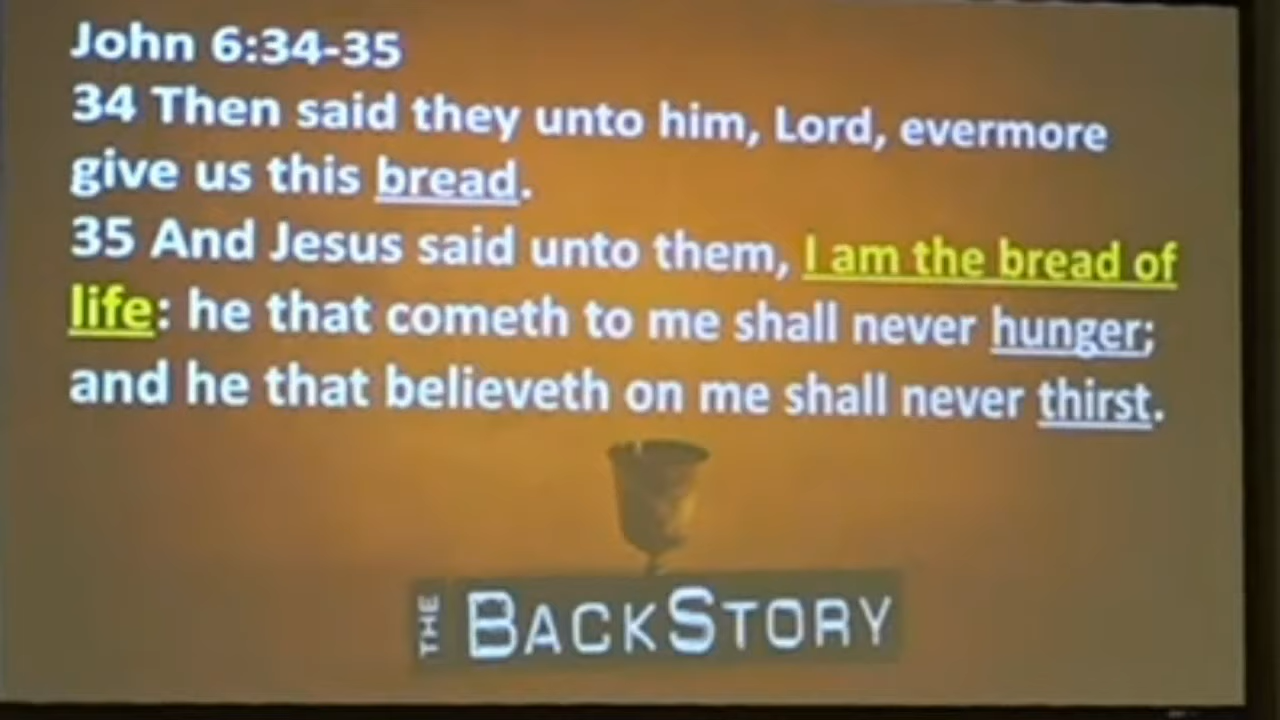 John 6:34-35
34 Then said they unto him, Lord, evermore
give us this bread.
35 And Jesus said unto them, I am the bread of
life: he that cometh to me shall never hunger;
and he that believeth on me shall never thirst.
THE BACKSTORY